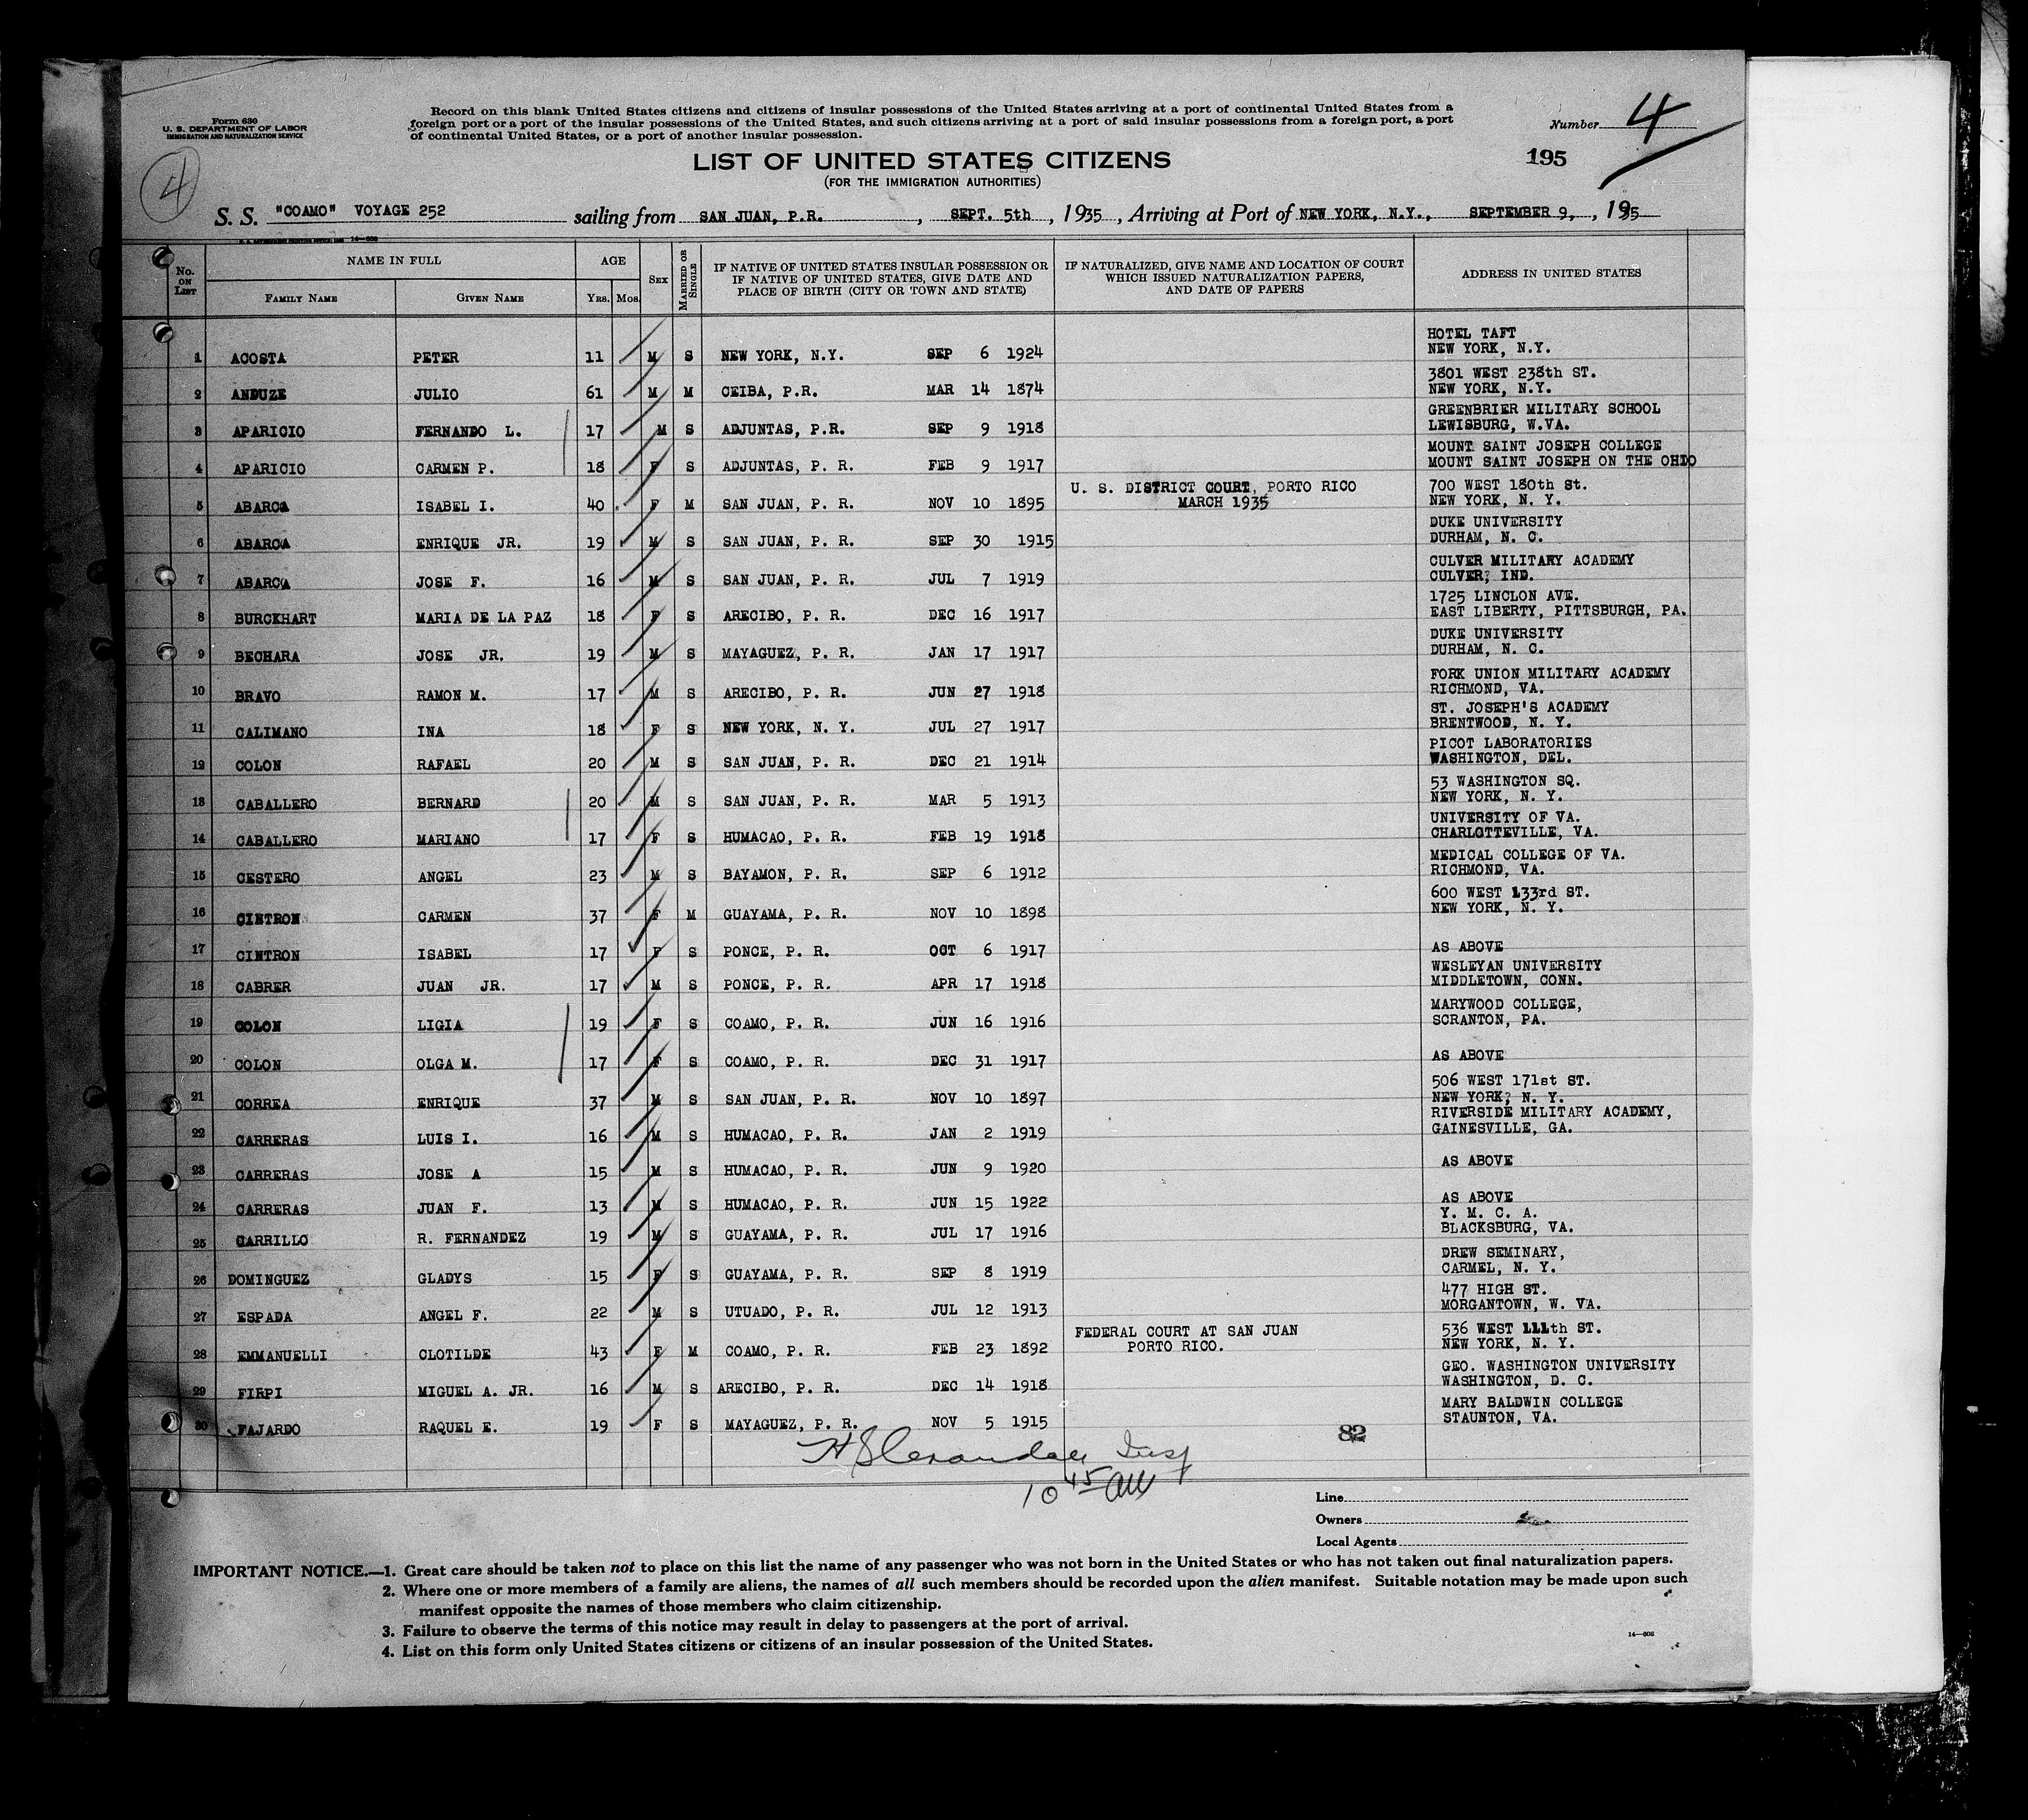 Form 630
U. S. DEPARTMENT OF LABOR
IMMIGRATION AND NATURALIZATION SERVICE
Record on this blank United States citizens and citizens of insular possessions of the United States arriving at a port of continental United States from a
foreign port or a port of the insular possessions of the United States, and such citizens arriving at a port of said insular possessions from a foreign port, a port
of continental United States, or a port of another insular possession.
Number 4
195
4
LIST OF UNITED STATES CITIZENS
(FOR THE IMMIGRATION AUTHORITIES)
S. S. "COAMO" VOYAGE 252 sailing from SAN JUAN, P.R. , SEPT. 5th , 1935 , Arriving at Port of NEW YORK, N.Y., SEPTEMBER 9, , 1935
No. ON LIST NAME IN FULL FAMILY NAME GIVEN NAME AGE YRS. MOS. SEX MARRIED OR SINGLE IF NATIVE OF UNITED STATES INSULAR POSSESSION OR IF NATIVE OF UNITED STATES, GIVE DATE AND PLACE OF BIRTH (CITY OR TOWN AND STATE) IF NATURALIZED, GIVE NAME AND LOCATION OF COURT WHICH ISSUED NATURALIZATION PAPERS, AND DATE OF PAPERS ADDRESS IN UNITED STATES
1 ACOSTA PETER 11 M S NEW YORK, N.Y. SEP 6 1924 HOTEL TAFT NEW YORK, N.Y.
2 ANDUZE JULIO 61 M M CEIBA, P.R. MAR 14 1874 3801 WEST 238th ST. NEW YORK, N.Y.
3 APARICIO FERNANDO L. 17 M S ADJUNTAS, P.R. SEP 9 1918 GREENBRIER MILITARY SCHOOL LEWISBURG, W.VA.
4 APARICIO CARMEN P. 18 F S ADJUNTAS, P. R. FEB 9 1917 MOUNT SAINT JOSEPH COLLEGE MOUNT SAINT JOSEPH ON THE OHIO
5 ABARCA ISABEL I. 40 F M SAN JUAN, P. R. NOV 10 1895 U. S. DISTRICT COURT, PORTO RICO MARCH 1935 700 WEST 180th St. NEW YORK, N. Y.
6 ABARCA ENRIQUE JR. 19 M S SAN JUAN, P. R. SEP 30 1915 DUKE UNIVERSITY DURHAM, N. C.
7 ABARCA JOSE F. 16 M S SAN JUAN, P. R. JUL 7 1919 CULVER MILITARY ACADEMY CULVER, IND.
8 BURCKHART MARIA DE LA PAZ 18 F S ARECIBO, P. R. DEC 16 1917 1725 LINCLON AVE. EAST LIBERTY, PITTSBURGH, PA.
9 BECHARA JOSE JR. 19 M S MAYAGUEZ, P. R. JAN 17 1917 DUKE UNIVERSITY DURHAM, N. C.
10 BRAVO RAMON M. 17 M S ARECIBO, P. R. JUN 27 1918 FORK UNION MILITARY ACADEMY RICHMOND, VA.
11 CALIMANO INA 18 F S NEW YORK, N. Y. JUL 27 1917 ST. JOSEPH'S ACADEMY BRENTWOOD, N. Y.
12 COLON RAFAEL 20 M S SAN JUAN, P. R. DEC 21 1914 PICOT LABORATORIES WASHINGTON, DEL.
13 CABALLERO BERNARD 20 M S SAN JUAN, P. R. MAR 5 1913 53 WASHINGTON SQ. NEW YORK, N. Y.
14 CABALLERO MARIANO 17 F S HUMACAO, P. R. FEB 19 1918 UNIVERSITY OF VA. CHARLOTTEVILLE, VA.
15 CESTERO ANGEL 23 M S BAYAMON, P. R. SEP 6 1912 MEDICAL COLLEGE OF VA. RICHMOND, VA.
16 CINTRON CARMEN 37 F M GUAYAMA, P. R. NOV 10 1898 600 WEST 133rd ST. NEW YORK, N. Y.
17 CINTRON ISABEL 17 F S PONCE, P. R. OCT 6 1917 AS ABOVE
18 CABRER JUAN JR. 17 M S PONCE, P. R. APR 17 1918 WESLEYAN UNIVERSITY MIDDLETOWN, CONN.
19 COLON LIGIA 19 F S COAMO, P. R. JUN 16 1916 MARYWOOD COLLEGE, SCRANTON, PA.
20 COLON OLGA M. 17 F S COAMO, P. R. DEC 31 1917 AS ABOVE
21 CORREA ENRIQUE 37 M S SAN JUAN, P. R. NOV 10 1897 506 WEST 171st ST. NEW YORK, N. Y.
22 CARRERAS LUIS I. 16 M S HUMACAO, P. R. JAN 2 1919 RIVERSIDE MILITARY ACADEMY, GAINESVILLE, GA.
23 CARRERAS JOSE A 15 M S HUMACAO, P. R. JUN 9 1920 AS ABOVE
24 CARRERAS JUAN F. 13 M S HUMACAO, P. R. JUN 15 1922 AS ABOVE
25 CARRILLO R. FERNANDEZ 19 M S GUAYAMA, P. R. JUL 17 1916 Y. M. C. A. BLACKSBURG, VA.
26 DOMINGUEZ GLADYS 15 F S GUAYAMA, P. R. SEP 8 1919 DREW SEMINARY, CARMEL, N. Y.
27 ESPADA ANGEL F. 22 M S UTUADO, P. R. JUL 12 1913 477 HIGH ST. MORGANTOWN, W. VA.
28 EMMANUELLI CLOTILDE 43 F M COAMO, P. R. FEB 23 1892 FEDERAL COURT AT SAN JUAN PORTO RICO. 536 WEST 111th ST. NEW YORK, N. Y.
29 FIRPI MIGUEL A. JR. 16 M S ARECIBO, P. R. DEC 14 1918 GEO. WASHINGTON UNIVERSITY WASHINGTON, D. C.
30 FAJARDO RAQUEL E. 19 F S MAYAGUEZ, P. R. NOV 5 1915 MARY BALDWIN COLLEGE STAUNTON, VA.
82
Insp
10 45 AM
Line
Owners
Local Agents
IMPORTANT NOTICE.—1. Great care should be taken not to place on this list the name of any passenger who was not born in the United States or who has not taken out final naturalization papers.
2. Where one or more members of a family are aliens, the names of all such members should be recorded upon the alien manifest. Suitable notation may be made upon such
manifest opposite the names of those members who claim citizenship.
3. Failure to observe the terms of this notice may result in delay to passengers at the port of arrival.
4. List on this form only United States citizens or citizens of an insular possession of the United States.
14—608